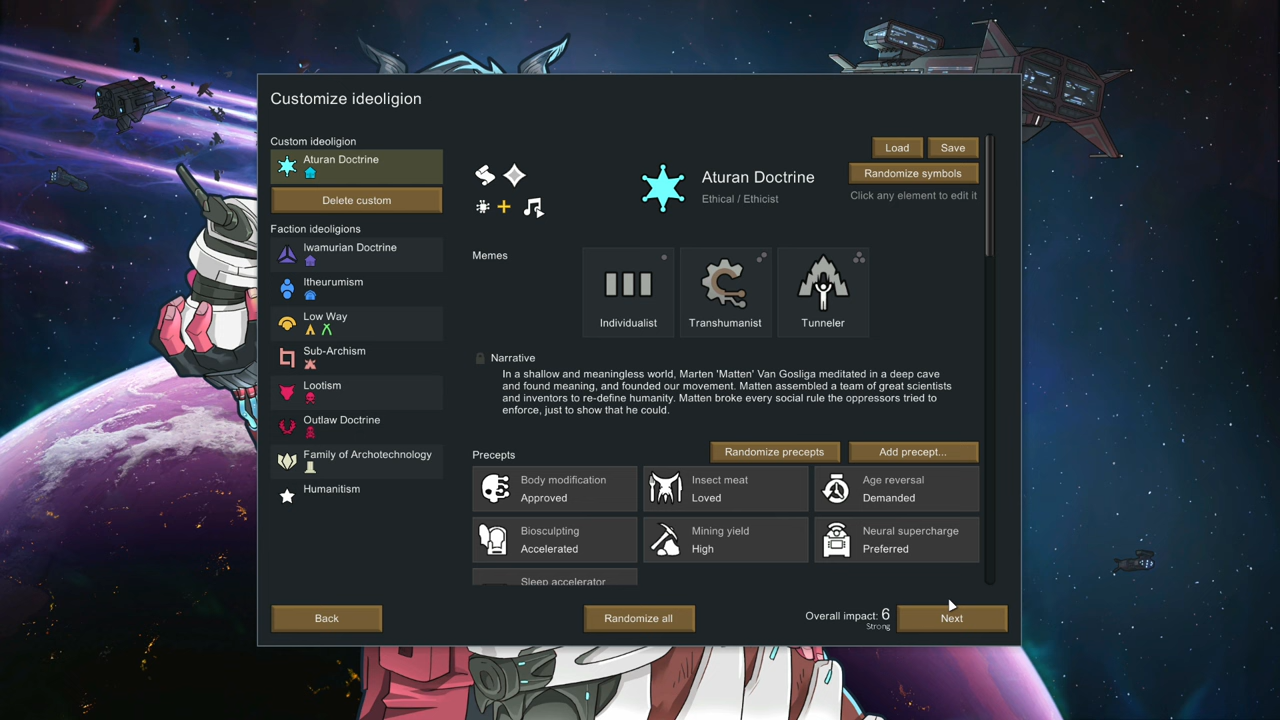 Customize ideoligion
Custom ideoligion
Aturan Doctrine
Delete custom
Faction ideoligions
Iwamurian Doctrine
Itheurumism
Low Way
Sub-Archism
Lootism
Outlaw Doctrine
Family of Archotechnology
Humanitism
Aturan Doctrine
Ethical / Ethicist
Load
Save
Randomize symbols
Click any element to edit it
Memes
Individualist
Transhumanist
Tunneler
Narrative
In a shallow and meaningless world, Marten 'Matten' Van Gosliga meditated in a deep cave
and found meaning, and founded our movement. Matten assembled a team of great scientists
and inventors to re-define humanity. Matten broke every social rule the oppressors tried to
enforce, just to show that he could.
Precepts
Randomize precepts
Add precept...
Body modification
Approved
Insect meat
Loved
Age reversal
Demanded
Biosculpting
Accelerated
Mining yield
High
Neural supercharge
Preferred
Sleep accelerator
Back
Randomize all
Overall impact: 6
Strong
Next